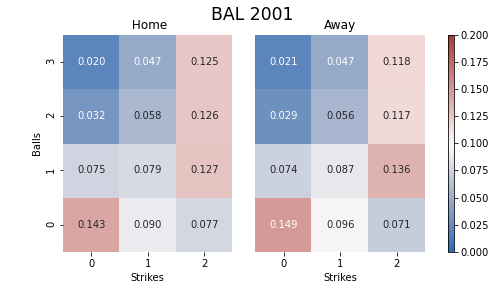 BAL 2001
Home
Away
3 0.020 0.047 0.125 0.021 0.047 0.118
2 0.032 0.058 0.126 0.029 0.056 0.117
1 0.075 0.079 0.127 0.074 0.087 0.136
0 0.143 0.090 0.077 0.149 0.096 0.071
Balls
0 1 2
Strikes
0 1 2
Strikes
0.200
0.175
0.150
0.125
0.100
0.075
0.050
0.025
0.000